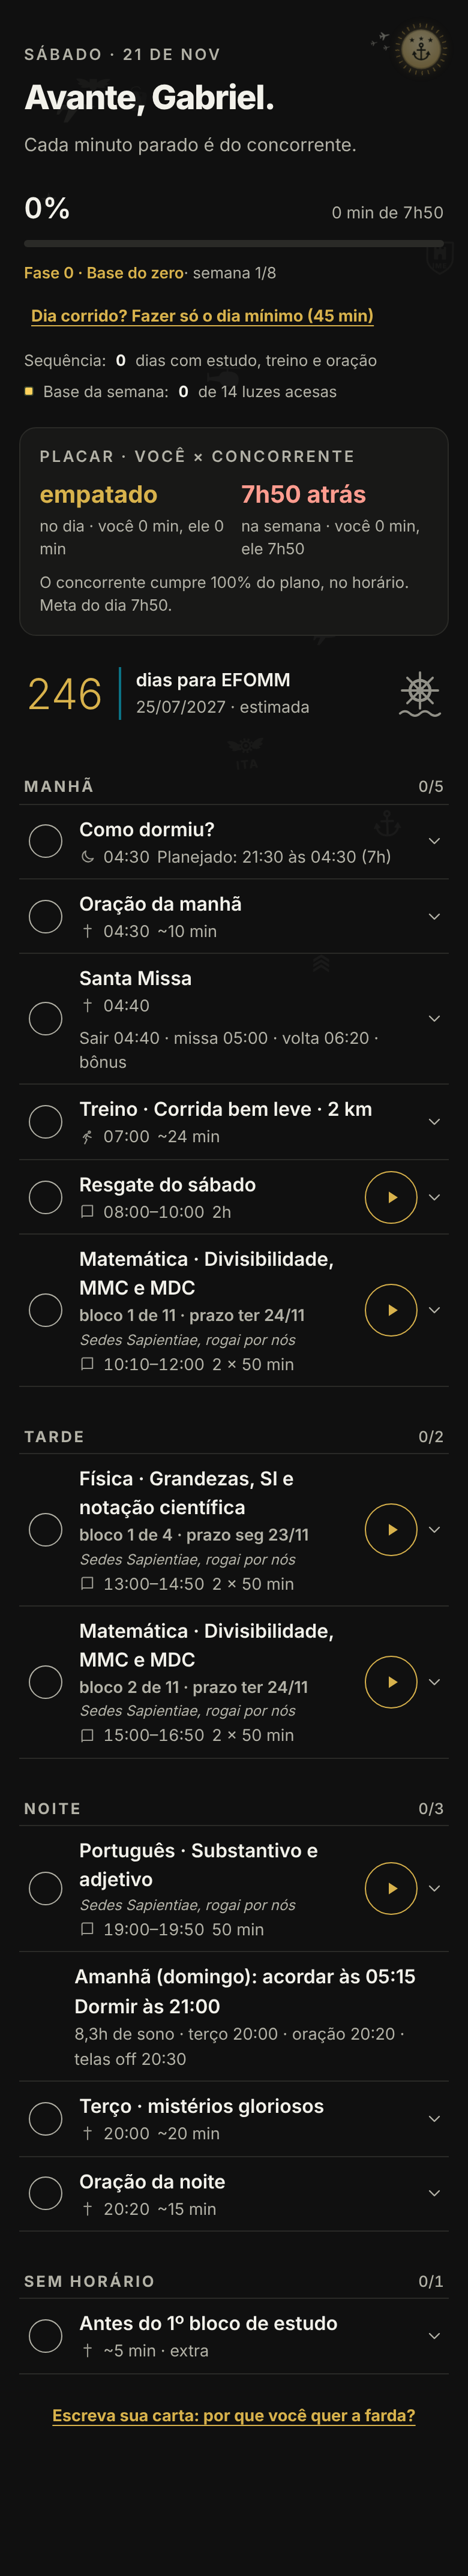 SÁBADO · 21 DE NOV
Avante, Gabriel.
Cada minuto parado é do concorrente.
0%
0 min de 7h50
Fase 0 · Base do zero· semana 1/8
Dia corrido? Fazer só o dia mínimo (45 min)
Sequência: 0 dias com estudo, treino e oração
Base da semana: 0 de 14 luzes acesas
PLACAR · VOCÊ × CONCORRENTE
empatado
no dia · você 0 min, ele 0
min
7h50 atrás
na semana · você 0 min,
ele 7h50
O concorrente cumpre 100% do plano, no horário.
Meta do dia 7h50.
246
dias para EFOMM
25/07/2027 · estimada
ITA
MANHÃ
0/5
Como dormiu?
04:30 Planejado: 21:30 às 04:30 (7h)
Oração da manhã
04:30 ~10 min
Santa Missa
04:40
Sair 04:40 · missa 05:00 · volta 06:20 ·
bônus
Treino · Corrida bem leve · 2 km
07:00 ~24 min
Resgate do sábado
08:00–10:00 2h
Matemática · Divisibilidade,
MMC e MDC
bloco 1 de 11 · prazo ter 24/11
Sedes Sapientiae, rogai por nós
10:10–12:00 2 × 50 min
TARDE
0/2
Física · Grandezas, SI e
notação científica
bloco 1 de 4 · prazo seg 23/11
Sedes Sapientiae, rogai por nós
13:00–14:50 2 × 50 min
Matemática · Divisibilidade,
MMC e MDC
bloco 2 de 11 · prazo ter 24/11
Sedes Sapientiae, rogai por nós
15:00–16:50 2 × 50 min
NOITE
0/3
Português · Substantivo e
adjetivo
Sedes Sapientiae, rogai por nós
19:00–19:50 50 min
Amanhã (domingo): acordar às 05:15
Dormir às 21:00
8,3h de sono · terço 20:00 · oração 20:20 ·
telas off 20:30
Terço · mistérios gloriosos
20:00 ~20 min
Oração da noite
20:20 ~15 min
SEM HORÁRIO
0/1
Antes do 1º bloco de estudo
~5 min · extra
Escreva sua carta: por que você quer a farda?